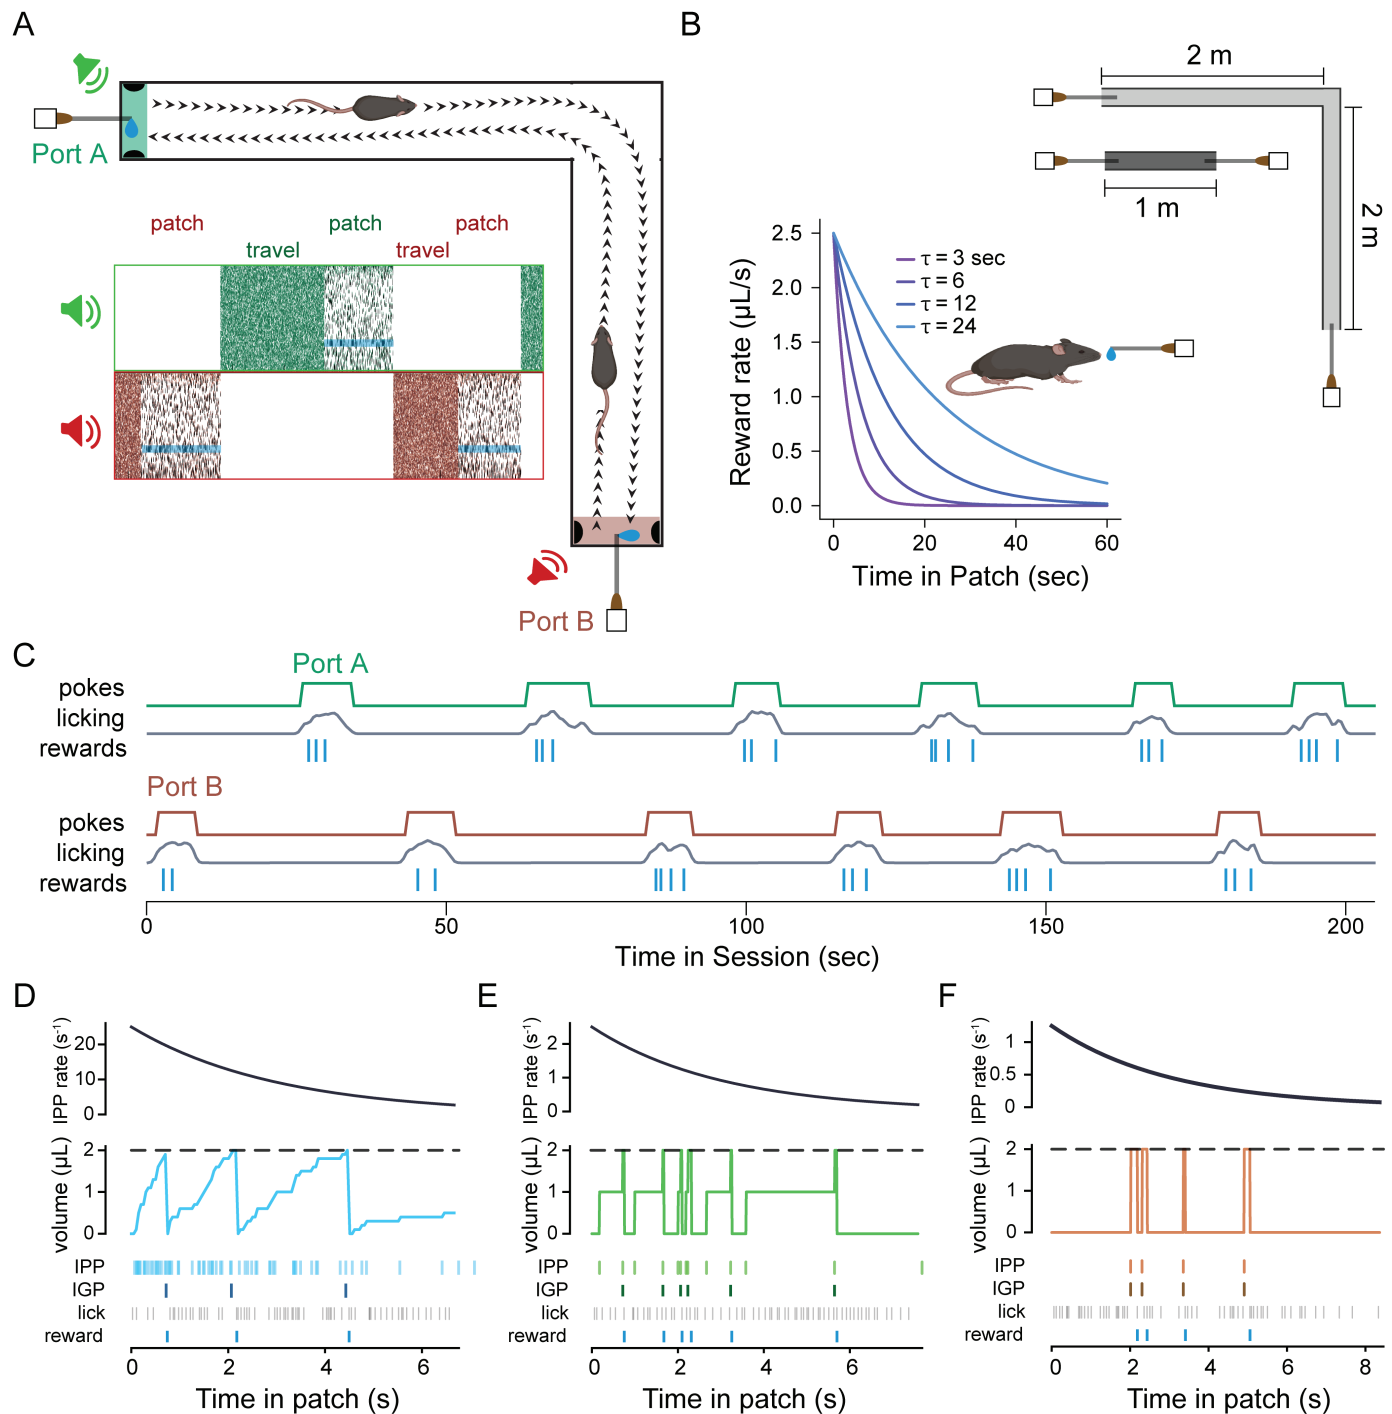 A
Port A
patch
patch
patch
travel
travel
Port B
B
2 m
1 m
2 m
Reward rate (µL/s)
2.5
2.0
1.5
1.0
0.5
0.0
τ = 3 sec
τ = 6
τ = 12
τ = 24
0
20
40
60
Time in Patch (sec)
C
Port A
pokes
licking
rewards
Port B
pokes
licking
rewards
0
50
100
150
200
Time in Session (sec)
D
IPP rate (s⁻¹)
20
10
0
volume (µL)
2
1
0
IPP
IGP
lick
reward
0
2
4
6
Time in patch (s)
E
IPP rate (s⁻¹)
2
1
0
volume (µL)
2
1
0
IPP
IGP
lick
reward
0
2
4
6
Time in patch (s)
F
IPP rate (s⁻¹)
1
0.5
0
volume (µL)
2
1
0
IPP
IGP
lick
reward
0
2
4
6
8
Time in patch (s)